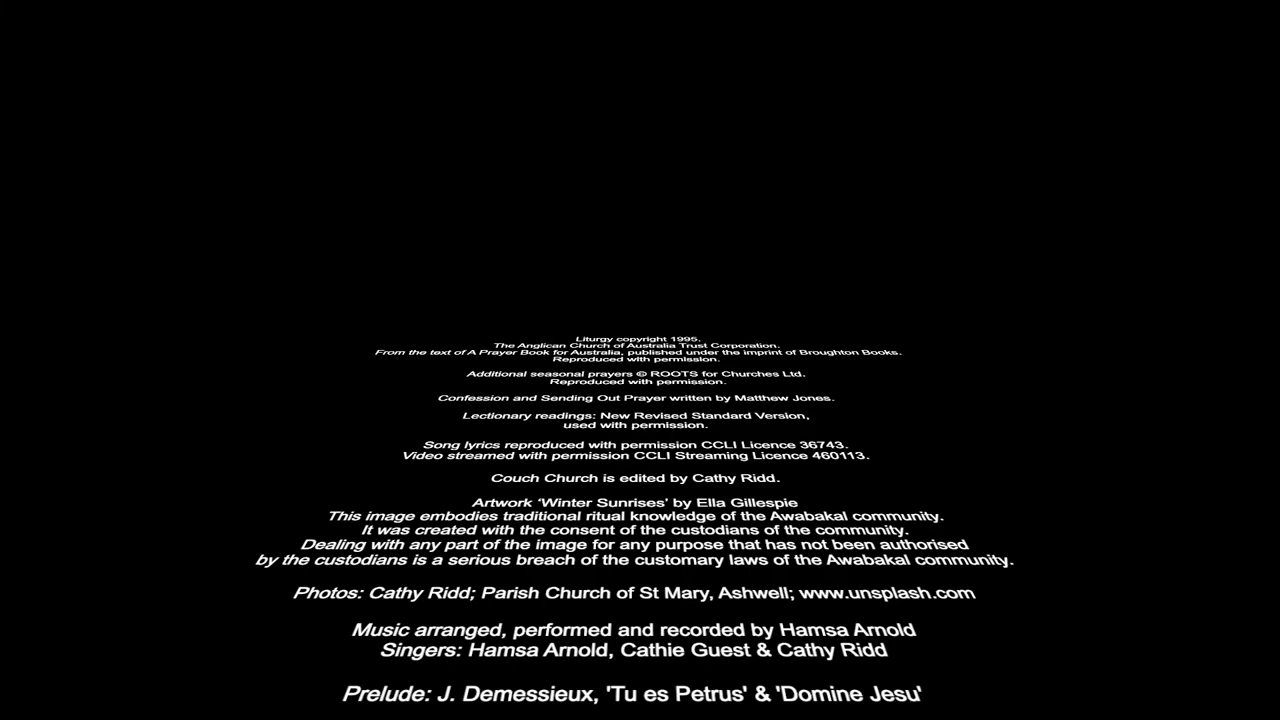 Liturgy copyright 1995.
The Anglican Church of Australia Trust Corporation.
From the text of A Prayer Book for Australia, published under the imprint of Broughton Books.
Reproduced with permission.
Additional seasonal prayers © ROOTS for Churches Ltd.
Reproduced with permission.
Confession and Sending Out Prayer written by Matthew Jones.
Lectionary readings: New Revised Standard Version,
used with permission.
Song lyrics reproduced with permission CCLI Licence 36743.
Video streamed with permission CCLI Streaming Licence 460113.
Couch Church is edited by Cathy Ridd.
Artwork ‘Winter Sunrises’ by Ella Gillespie
This image embodies traditional ritual knowledge of the Awabakal community.
It was created with the consent of the custodians of the community.
Dealing with any part of the image for any purpose that has not been authorised
by the custodians is a serious breach of the customary laws of the Awabakal community.
Photos: Cathy Ridd; Parish Church of St Mary, Ashwell; www.unsplash.com
Music arranged, performed and recorded by Hamsa Arnold
Singers: Hamsa Arnold, Cathie Guest & Cathy Ridd
Prelude: J. Demessieux, 'Tu es Petrus' & 'Domine Jesu'